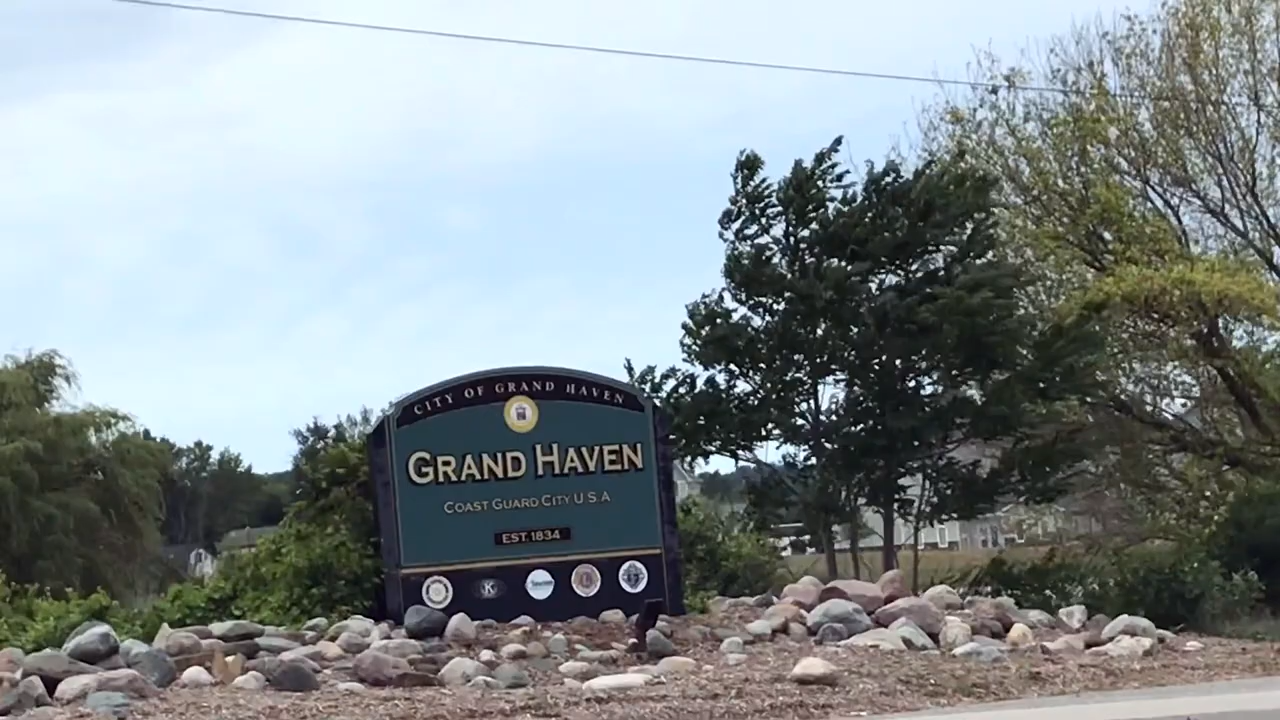 CITY OF GRAND HAVEN
GRAND HAVEN
COAST GUARD CITY U.S.A
EST. 1834
K